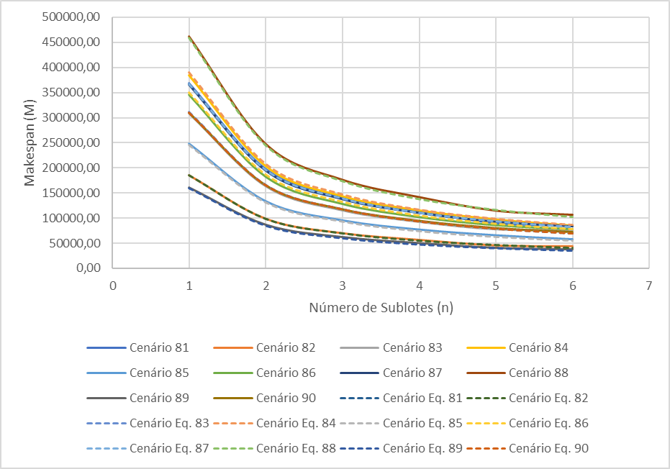 500000,00
450000,00
400000,00
350000,00
300000,00
250000,00
200000,00
150000,00
100000,00
50000,00
0,00
Makespan (M)
0 1 2 3 4 5 6 7
Número de Sublotes (n)
Cenário 81 Cenário 82 Cenário 83 Cenário 84
Cenário 85 Cenário 86 Cenário 87 Cenário 88
Cenário 89 Cenário 90 Cenário Eq. 81 Cenário Eq. 82
Cenário Eq. 83 Cenário Eq. 84 Cenário Eq. 85 Cenário Eq. 86
Cenário Eq. 87 Cenário Eq. 88 Cenário Eq. 89 Cenário Eq. 90